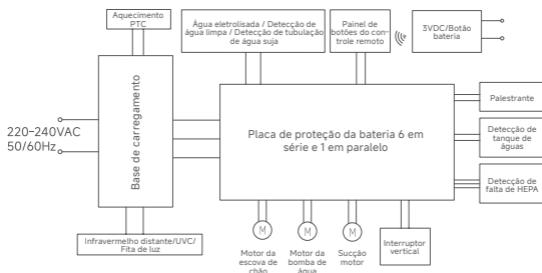 Aquecimento
PTC
Água eletrolisada / Detecção de
água limpa / Detecção de tubulação
de água suja
Painel de
botões do con-
trole remoto
3VDC/Botão
bateria
220-240VAC
50/60Hz
Base de carregamento
Placa de proteção da bateria 6 em
série e 1 em paralelo
Palestrante
Detecção de
tanque de
águas
Detecção de
falta de HEPA
Infravermelho distante/UVC/
Fita de luz
M
M
M
Motor da
escova de
chão
Motor da
bomba de
água
Sucção
motor
Interruptor
vertical